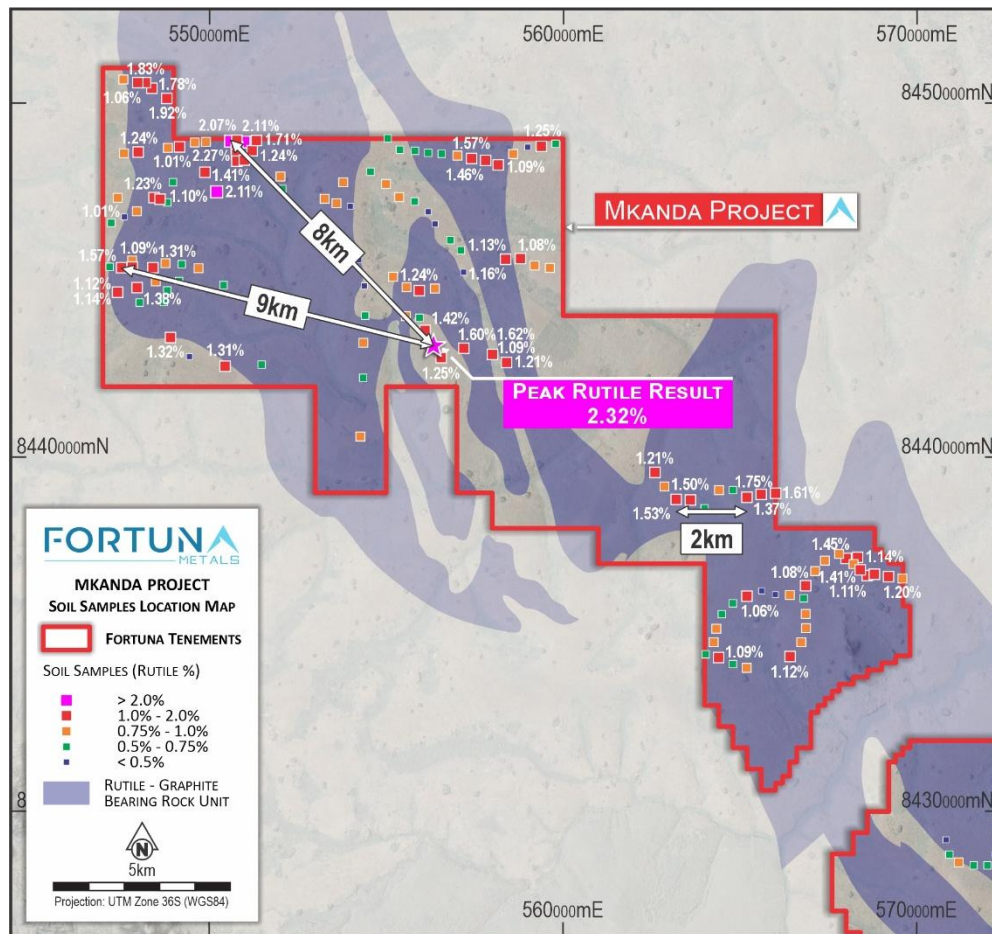 550000mE
560000mE
570000mE
8450000mN
1.83%
1.06%
1.78%
1.92%
2.07%
2.11%
1.71%
1.24%
1.01%
2.27%
1.24%
1.41%
2.11%
1.23%
1.10%
1.01%
1.57%
1.25%
1.46%
1.09%
MKANDA PROJECT
8km
1.57%
1.09%
1.31%
1.12%
1.14%
1.38%
9km
1.13%
1.08%
1.16%
1.24%
1.42%
1.60%
1.62%
1.09%
1.21%
1.25%
1.32%
1.31%
PEAK RUTILE RESULT
2.32%
8440000mN
8440000mN
1.21%
1.50%
1.75%
1.61%
1.53%
1.37%
2km
1.45%
1.14%
1.08%
1.41%
1.11%
1.20%
1.06%
1.09%
1.12%
FORTUNA
METALS
MKANDA PROJECT
SOIL SAMPLES LOCATION MAP
FORTUNA TENEMENTS
SOIL SAMPLES (RUTILE %)
> 2.0%
1.0% - 2.0%
0.75% - 1.0%
0.5% - 0.75%
< 0.5%
RUTILE - GRAPHITE
BEARING ROCK UNIT
N
5km
Projection: UTM Zone 36S (WGS84)
8430000mN
560000mE
570000mE